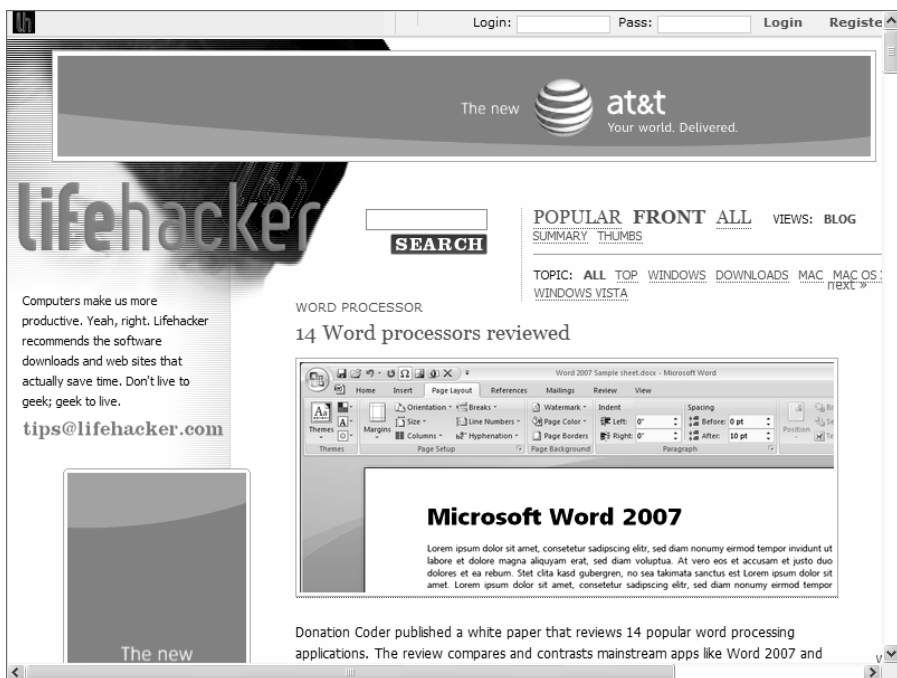 lh Login: Pass: Login Registe
The new at&t
Your world. Delivered.
lifehacker
SEARCH
POPULAR FRONT ALL VIEWS: BLOG
SUMMARY THUMBS
TOPIC: ALL TOP WINDOWS DOWNLOADS MAC MAC OS
WINDOWS VISTA next »
Computers make us more
productive. Yeah, right. Lifehacker
recommends the software
downloads and web sites that
actually save time. Don't live to
geek; geek to live.
tips@lifehacker.com
The new
WORD PROCESSOR
14 Word processors reviewed
Word 2007 Sample sheet.docx - Microsoft Word
Home Insert Page Layout References Mailings Review View
Themes Margins Orientation Breaks Watermark Indent Spacing
Size Line Numbers Page Color Left: 0" Before: 0 pt Position
Columns Hyphenation Page Borders Right: 0" After: 10 pt
Themes Page Setup Page Background Paragraph
Microsoft Word 2007
Lorem ipsum dolor sit amet, consetetur sadipscing elitr, sed diam nonumy eirmod tempor invidunt ut
labore et dolore magna aliquyam erat, sed diam voluptua. At vero eos et accusam et justo duo
dolores et ea rebum. Stet clita kasd gubergren, no sea takimata sanctus est Lorem ipsum dolor sit
amet. Lorem ipsum dolor sit amet, consetetur sadipscing elitr, sed diam nonumy eirmod tempor
Donation Coder published a white paper that reviews 14 popular word processing
applications. The review compares and contrasts mainstream apps like Word 2007 and